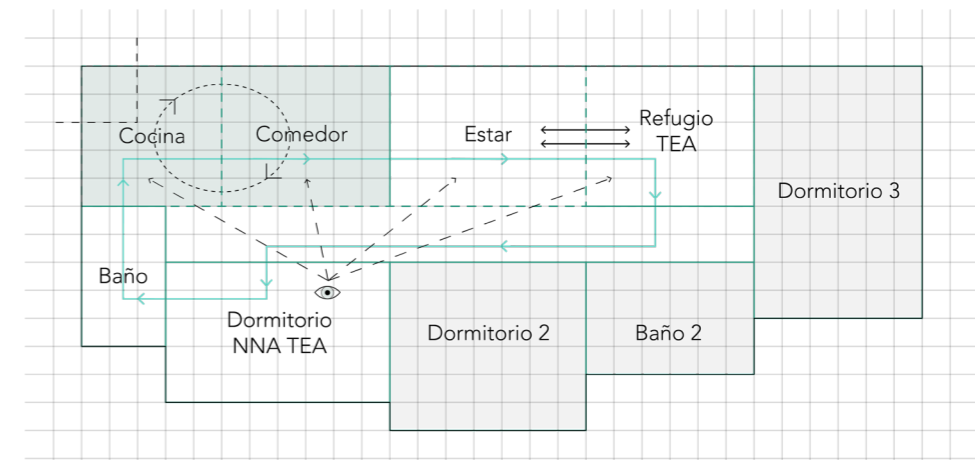 Cocina
Comedor
Estar
Refugio
TEA
Dormitorio 3
Baño
Dormitorio
NNA TEA
Dormitorio 2
Baño 2